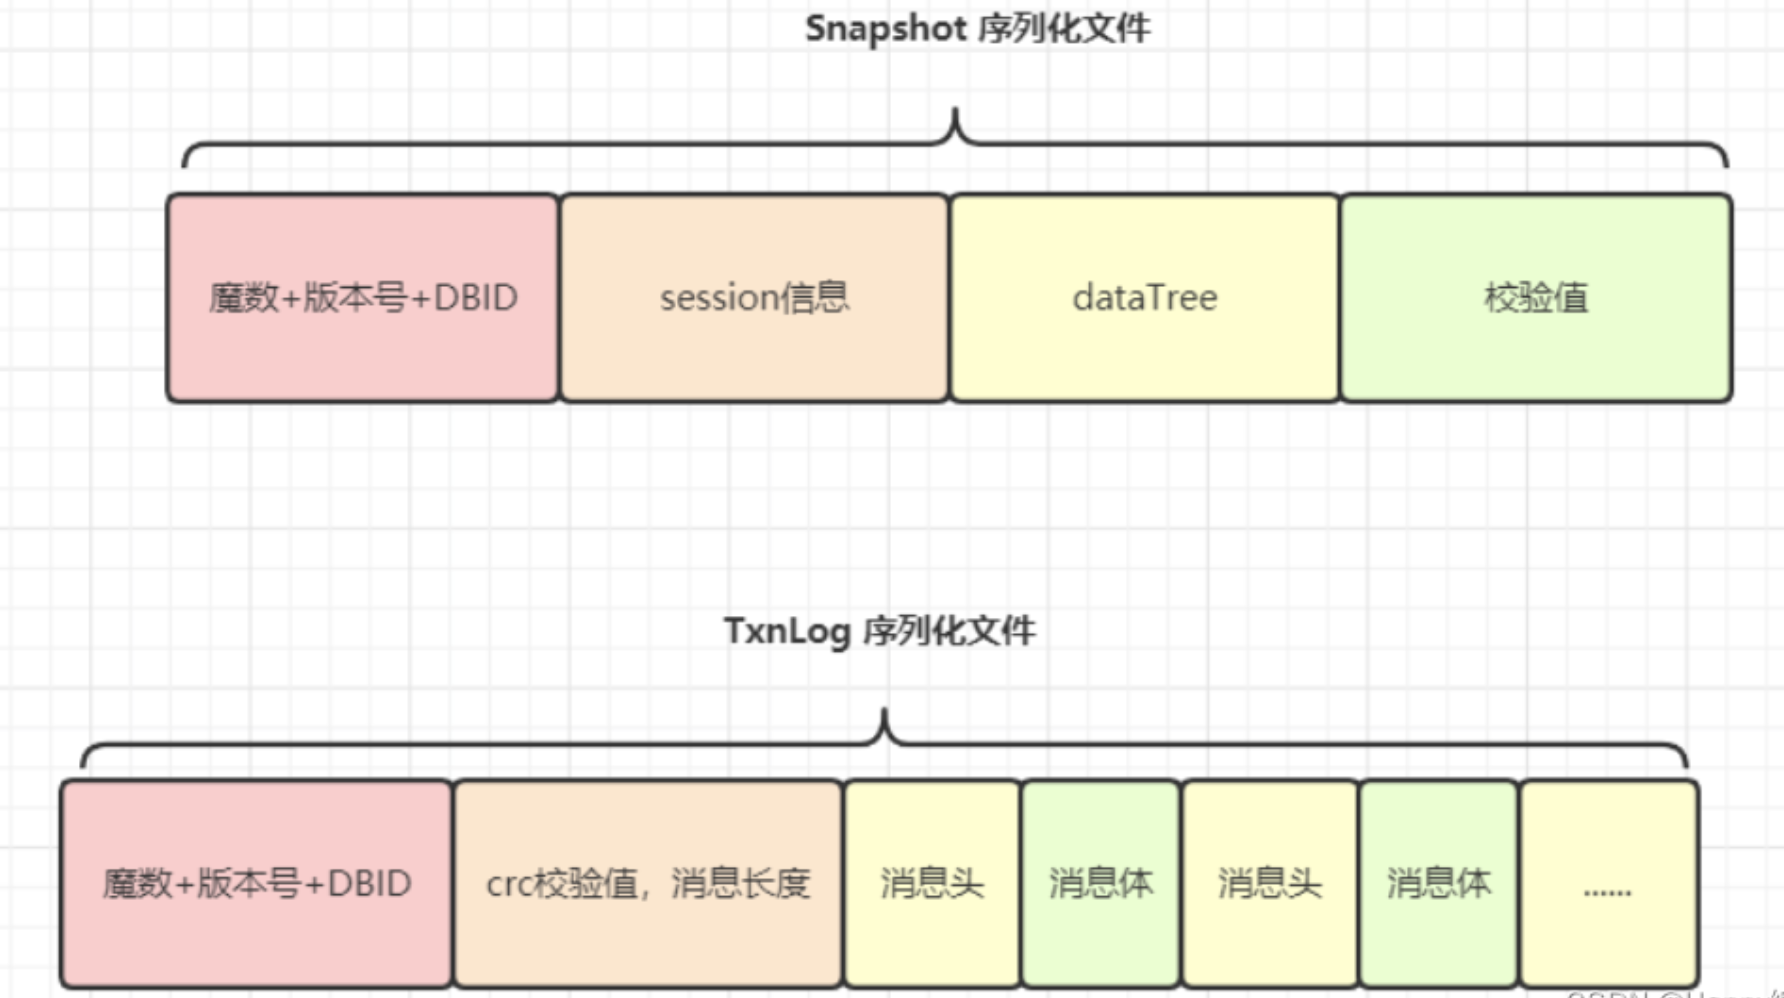 Snapshot 序列化文件
魔数+版本号+DBID
session信息
dataTree
校验值
TxnLog 序列化文件
魔数+版本号+DBID
crc校验值，消息长度
消息头
消息体
消息头
消息体
......